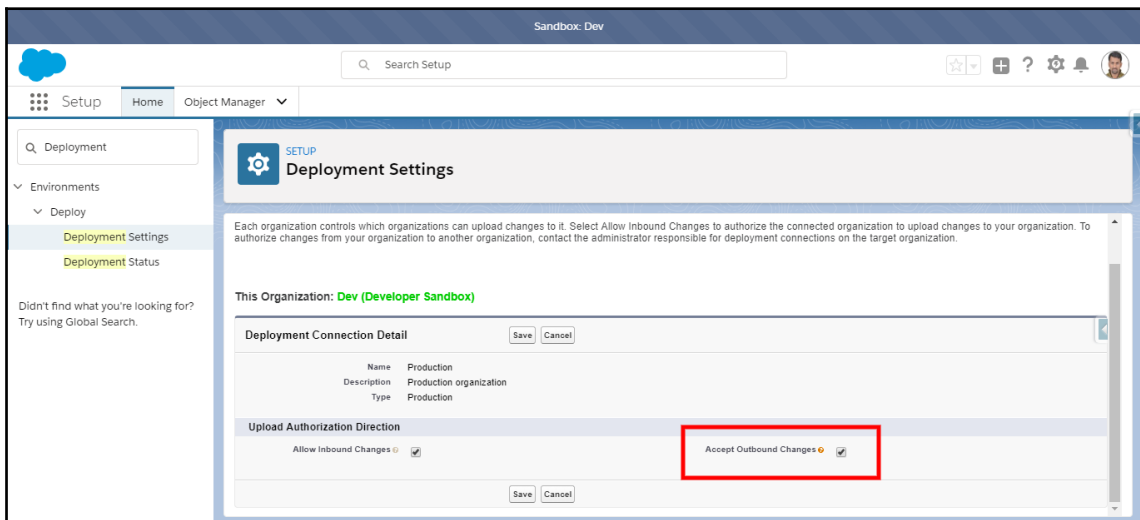 Sandbox: Dev
Search Setup
Setup
Home
Object Manager
Deployment
Environments
Deploy
Deployment Settings
Deployment Status
Didn't find what you're looking for?
Try using Global Search.
SETUP
Deployment Settings
Each organization controls which organizations can upload changes to it. Select Allow Inbound Changes to authorize the connected organization to upload changes to your organization. To
authorize changes from your organization to another organization, contact the administrator responsible for deployment connections on the target organization.
This Organization: Dev (Developer Sandbox)
Deployment Connection Detail
Save Cancel
Name Production
Description Production organization
Type Production
Upload Authorization Direction
Allow Inbound Changes
Accept Outbound Changes
Save Cancel